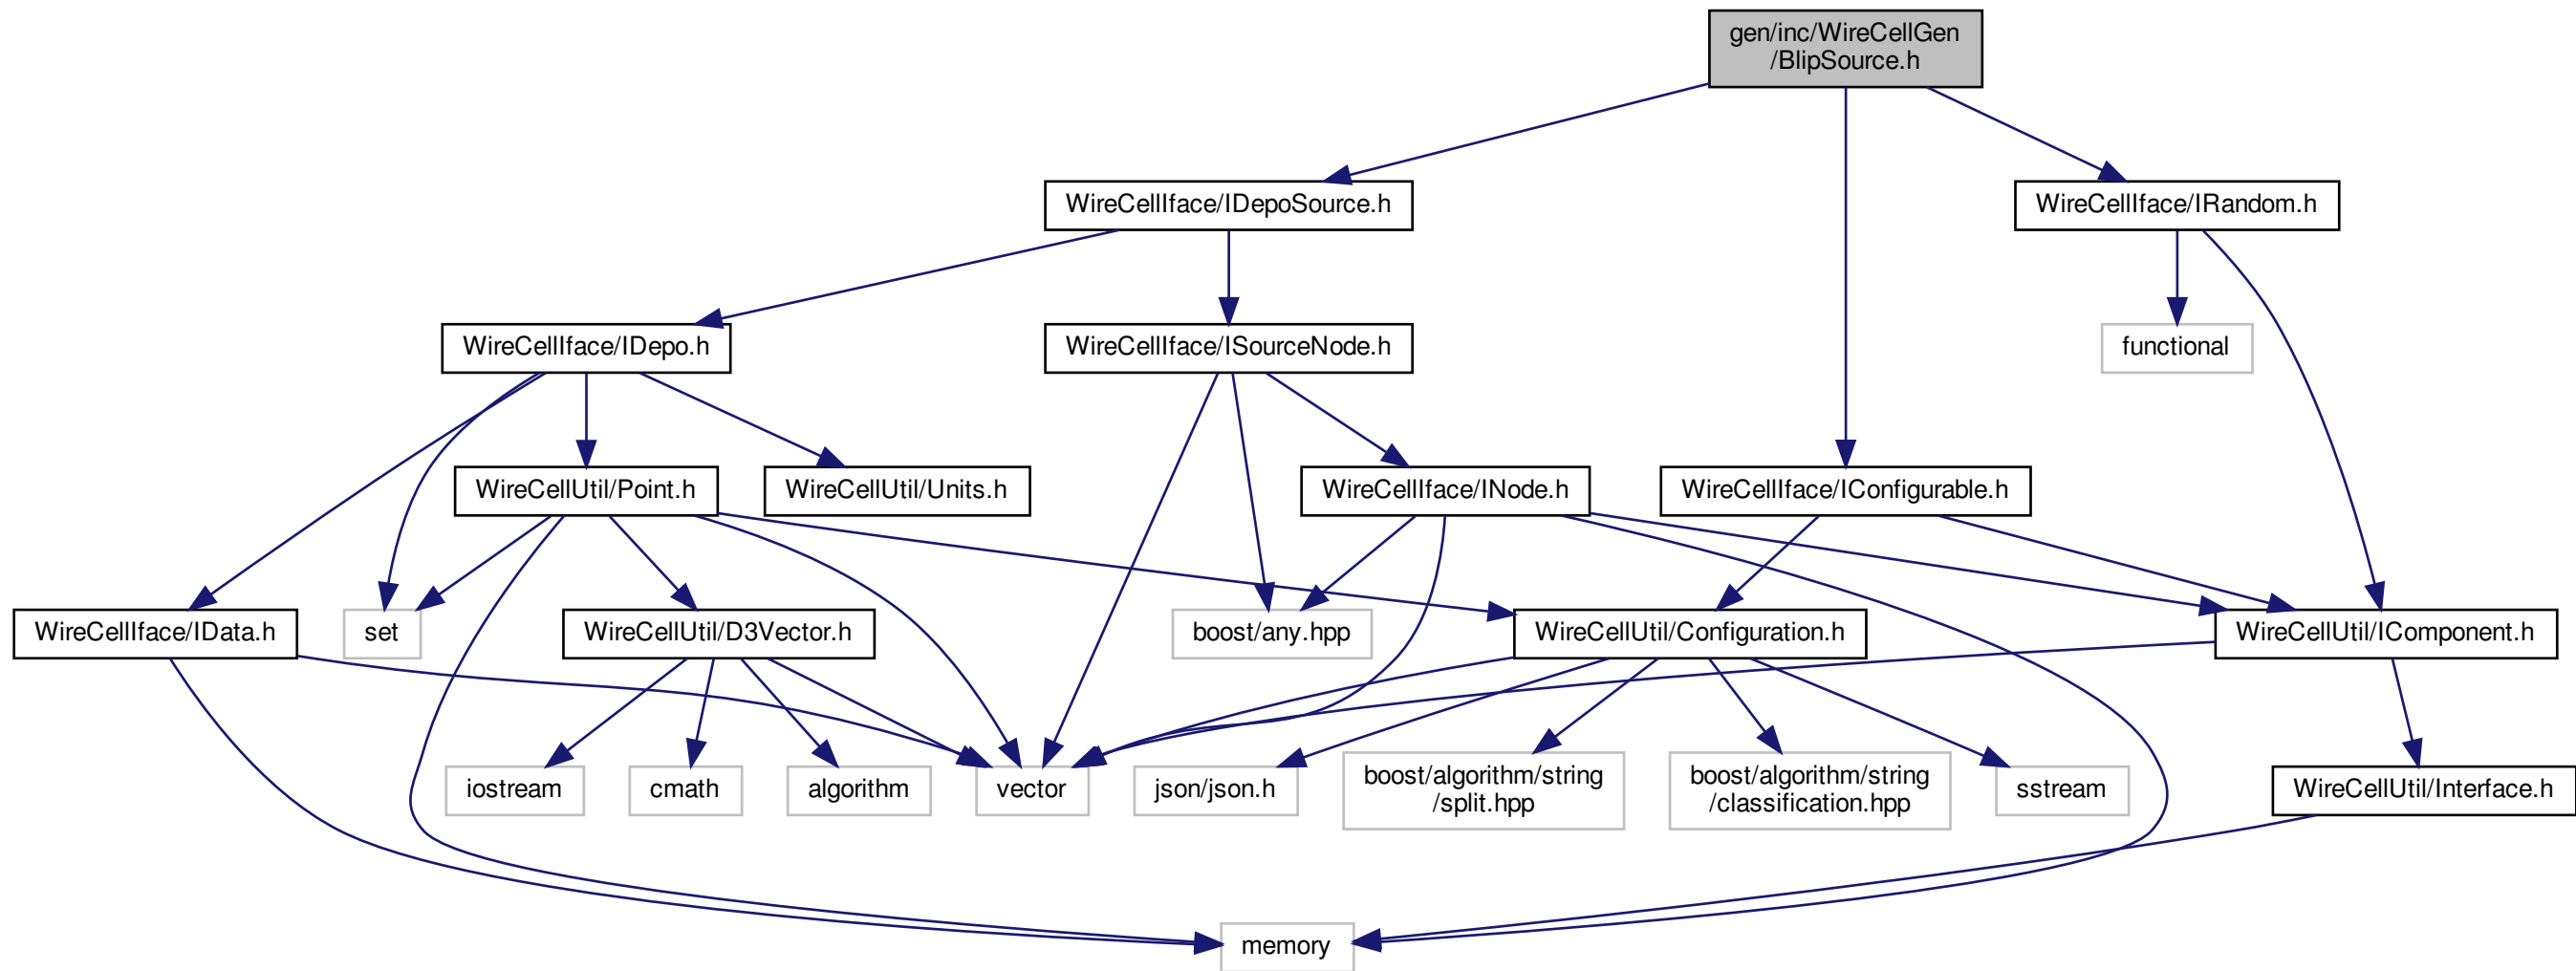 gen/inc/WireCellGen
/BlipSource.h
WireCellIface/IDepoSource.h
WireCellIface/IRandom.h
WireCellIface/IDepo.h
WireCellIface/ISourceNode.h
functional
WireCellUtil/Point.h
WireCellUtil/Units.h
WireCellIface/INode.h
WireCellIface/IConfigurable.h
WireCellIface/IData.h
set
WireCellUtil/D3Vector.h
boost/any.hpp
WireCellUtil/Configuration.h
WireCellUtil/IComponent.h
iostream
cmath
algorithm
vector
json/json.h
boost/algorithm/string
/split.hpp
boost/algorithm/string
/classification.hpp
sstream
WireCellUtil/Interface.h
memory